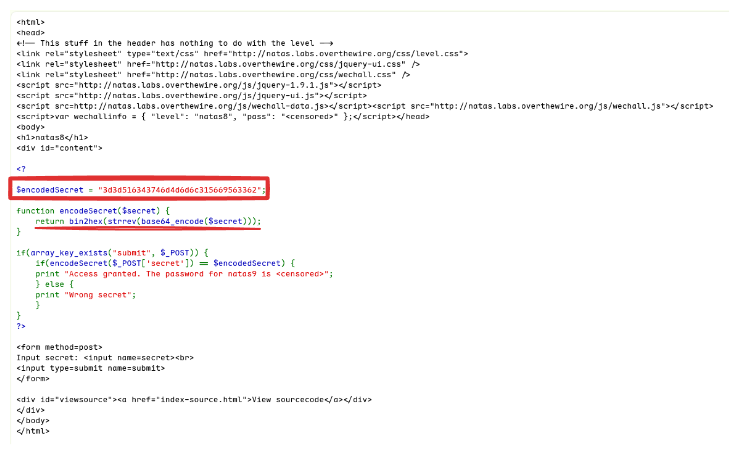 <html>
<head>
<!-- This stuff in the header has nothing to do with the level -->
<link rel="stylesheet" type="text/css" href="http://natas.labs.overthewire.org/css/level.css">
<link rel="stylesheet" href="http://natas.labs.overthewire.org/css/jquery-ui.css" />
<link rel="stylesheet" href="http://natas.labs.overthewire.org/css/wechall.css" />
<script src="http://natas.labs.overthewire.org/js/jquery-1.9.1.js"></script>
<script src="http://natas.labs.overthewire.org/js/jquery-ui.js"></script>
<script src=http://natas.labs.overthewire.org/js/wechall-data.js></script><script src="http://natas.labs.overthewire.org/js/wechall.js"></script>
<script>var wechallinfo = { "level": "natas8", "pass": "<censored>" };</script></head>
<body>
<h1>natas8</h1>
<div id="content">
<?
$encodedSecret = "3d3d516343746d4d6d6c315669563362";
function encodeSecret($secret) {
return bin2hex(strrev(base64_encode($secret)));
}
if(array_key_exists("submit", $_POST)) {
if(encodeSecret($_POST['secret']) == $encodedSecret) {
print "Access granted. The password for natas9 is <censored>";
} else {
print "Wrong secret";
}
}
?>
<form method=post>
Input secret: <input name=secret><br>
<input type=submit name=submit>
</form>
<div id="viewsource"><a href="index-source.html">View sourcecode</a></div>
</div>
</body>
</html>